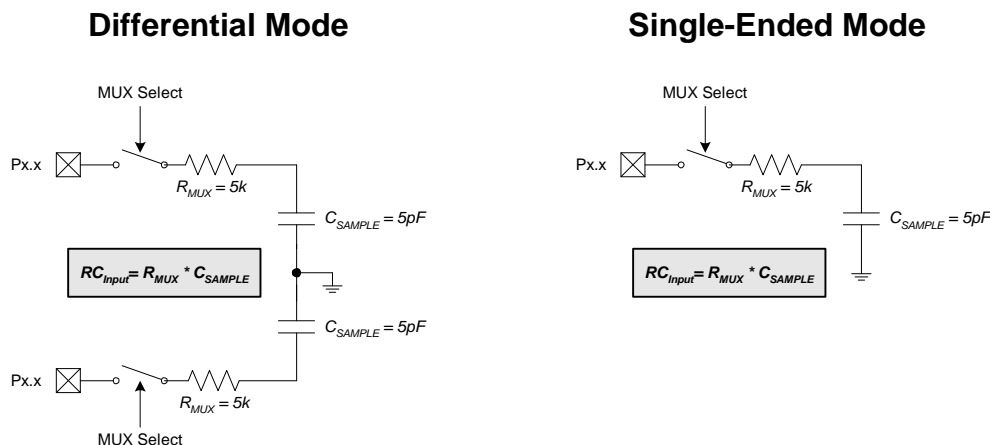 Differential Mode
MUX Select
Px.x
R_MUX = 5k
C_SAMPLE = 5pF
RC_Input= R_MUX * C_SAMPLE
C_SAMPLE = 5pF
Px.x
R_MUX = 5k
MUX Select
Single-Ended Mode
MUX Select
Px.x
R_MUX = 5k
C_SAMPLE = 5pF
RC_Input= R_MUX * C_SAMPLE